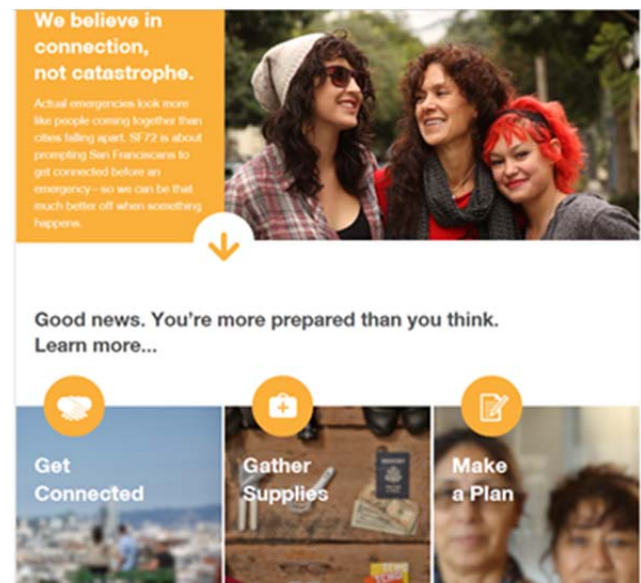 We believe in
connection,
not catastrophe.
Actual emergencies look more
like people coming together than
cities falling apart. SF72 is about
prompting San Franciscans to
get connected before an
emergency—so we can be that
much better off when something
happens.
Good news. You're more prepared than you think.
Learn more...
Get
Connected
Gather
Supplies
Make
a Plan